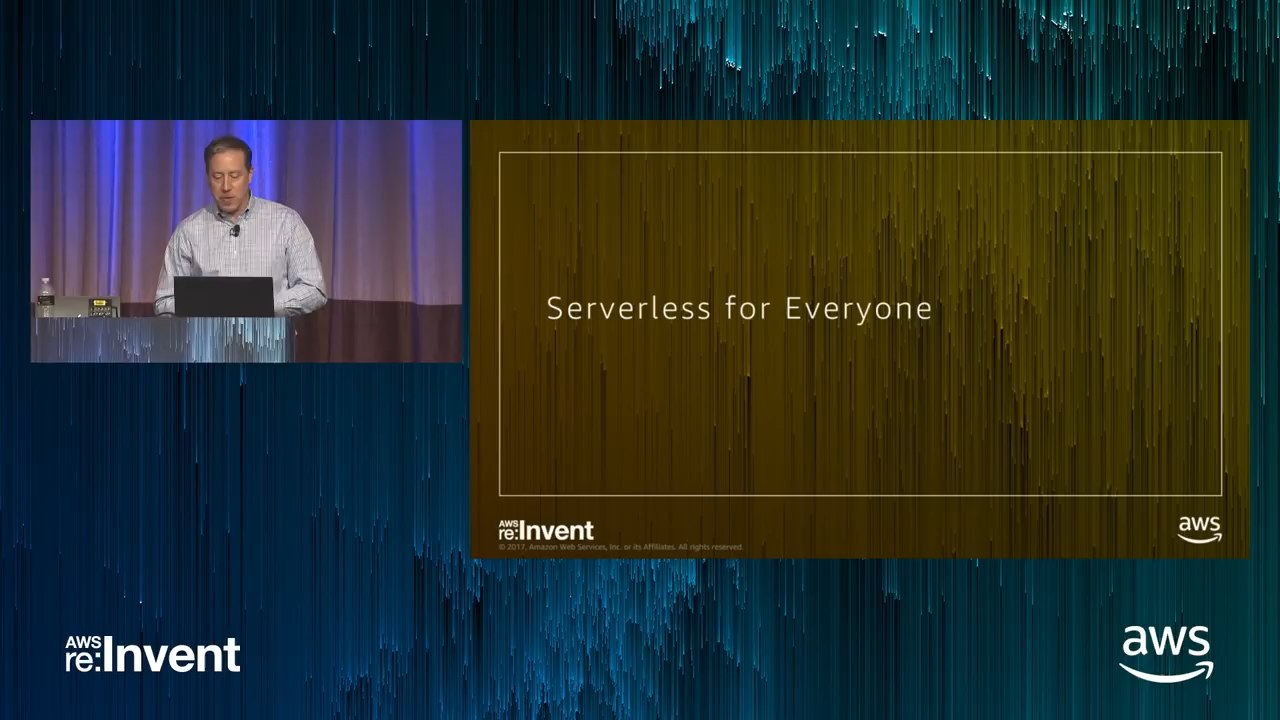 Serverless for Everyone
AWS
re:Invent
aws
© 2017, Amazon Web Services, Inc. or its Affiliates. All rights reserved.
AWS
re:Invent
aws